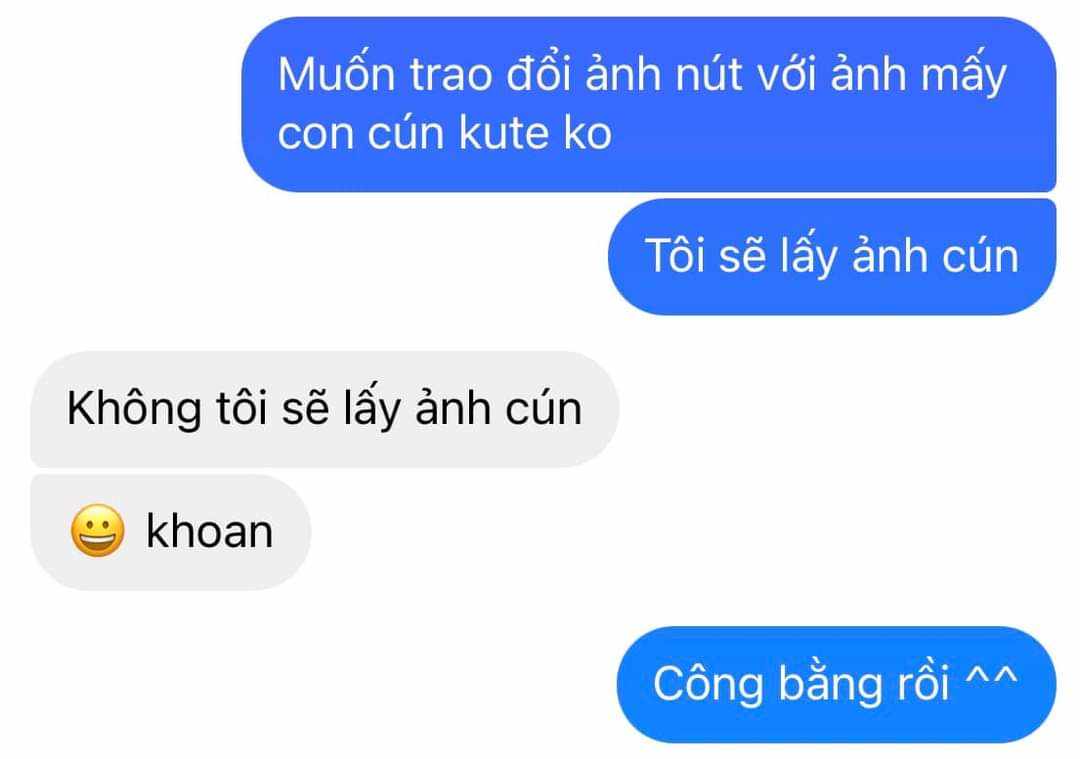 Muốn trao đổi ảnh nút với ảnh mấy
con cún kute ko
Tôi sẽ lấy ảnh cún
Không tôi sẽ lấy ảnh cún
😀 khoan
Công bằng rồi ^^